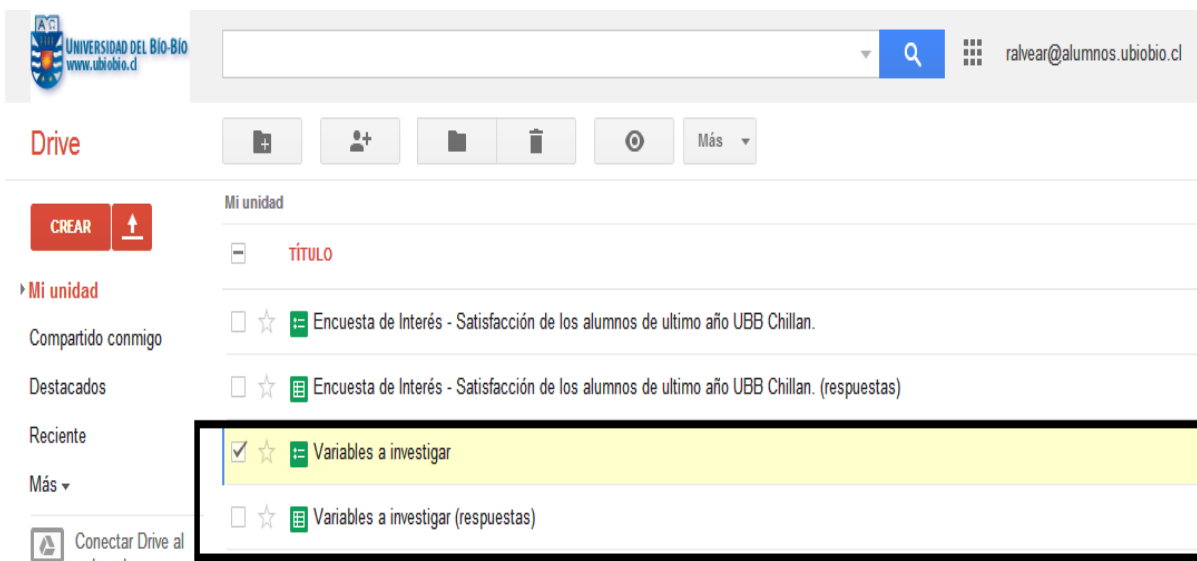 UNIVERSIDAD DEL BÍO-BÍO
www.ubiobio.cl
ralvear@alumnos.ubiobio.cl
Drive
Más
CREAR
Mi unidad
TÍTULO
Mi unidad
Encuesta de Interés - Satisfacción de los alumnos de ultimo año UBB Chillan.
Compartido conmigo
Encuesta de Interés - Satisfacción de los alumnos de ultimo año UBB Chillan. (respuestas)
Destacados
Reciente
Variables a investigar
Más
Variables a investigar (respuestas)
Conectar Drive al